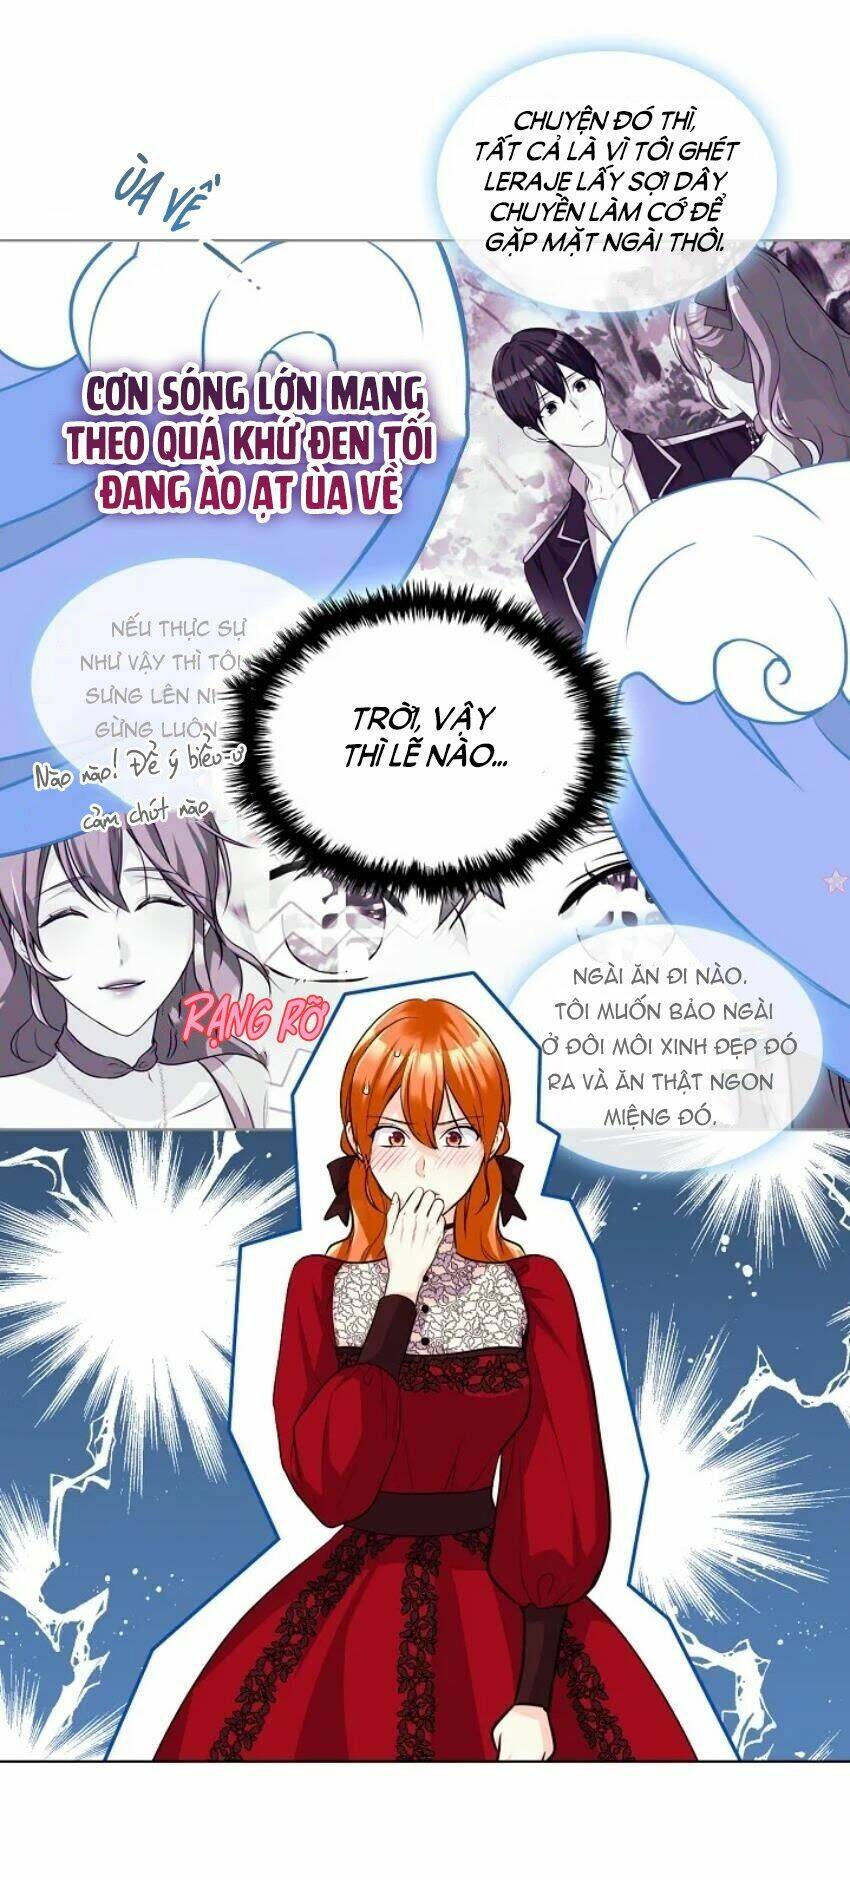 CHUYỆN ĐÓ THÌ,
TẤT CẢ LÀ VÌ TÔI GHÉT
LERAJE LẤY SỢI DÂY
CHUYỀN LÀM CỚ ĐỂ
GẶP MẶT NGÀI THÔI.
ÙA VỀ
CƠN SÓNG LỚN MANG
THEO QUÁ KHỨ ĐEN TỐI
ĐANG ÀO ẠT ÙA VỀ
NẾU THỰC SỰ
NHƯ VẬY THÌ TÔI
SƯNG LÊN
GỪNG LUÔN
Nào nào! Để ý biểu
cảm chút nào
TRỜI, VẬY
THÌ LẼ NÀO...
RẠNG RỠ
NGÀI ĂN ĐI NÀO.
TÔI MUỐN BẢO NGÀI
Ở ĐÔI MÔI XINH ĐẸP ĐÓ
RA VÀ ĂN THẬT NGON
MIỆNG ĐÓ.